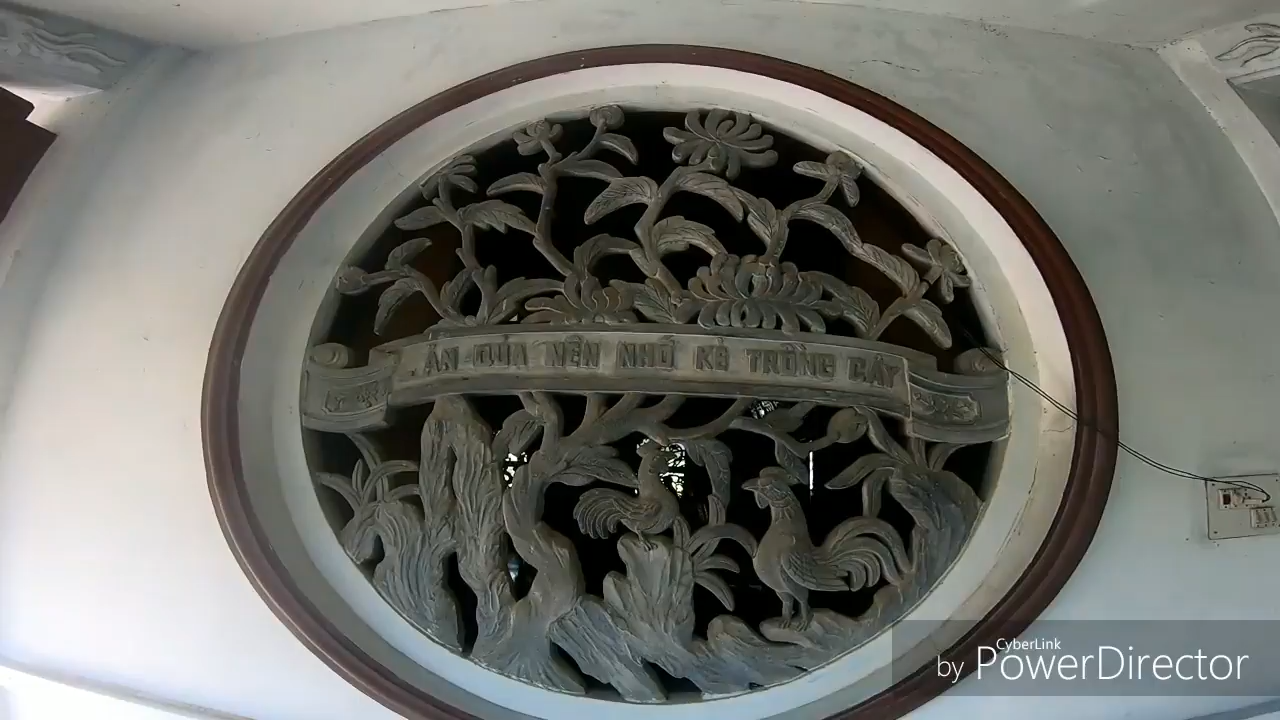 ĂN QUẢ NÊN NHỚ KẺ TRỒNG CÂY
CyberLink
by PowerDirector